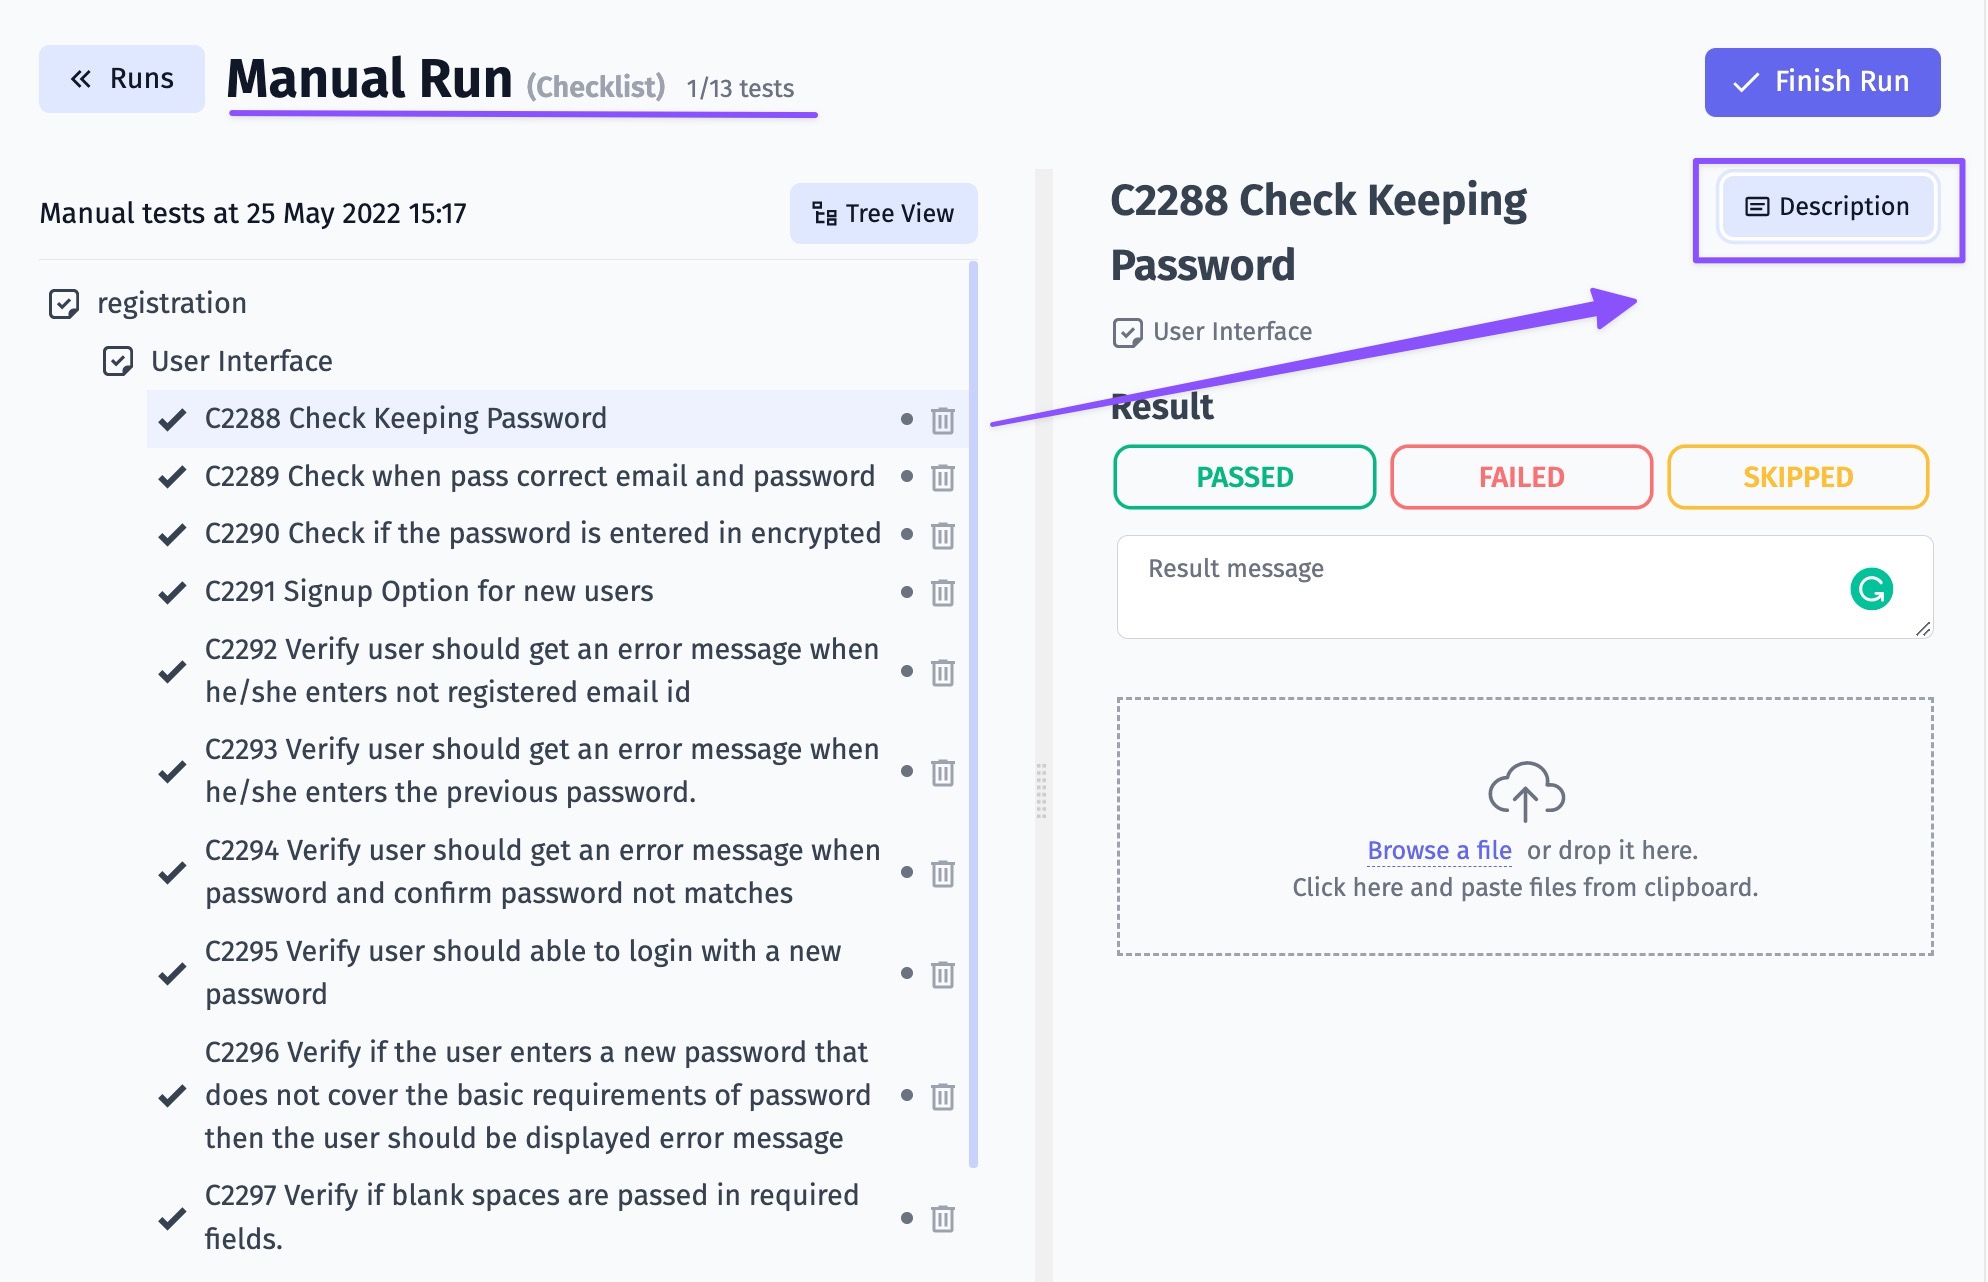 Runs
Manual Run (Checklist) 1/13 tests
Finish Run
Manual tests at 25 May 2022 15:17
Tree View
registration
User Interface
C2288 Check Keeping Password
C2289 Check when pass correct email and password
C2290 Check if the password is entered in encrypted
C2291 Signup Option for new users
C2292 Verify user should get an error message when
he/she enters not registered email id
C2293 Verify user should get an error message when
he/she enters the previous password.
C2294 Verify user should get an error message when
password and confirm password not matches
C2295 Verify user should able to login with a new
password
C2296 Verify if the user enters a new password that
does not cover the basic requirements of password
then the user should be displayed error message
C2297 Verify if blank spaces are passed in required
fields.
C2288 Check Keeping
Password
Description
User Interface
Result
PASSED
FAILED
SKIPPED
Result message
Browse a file or drop it here.
Click here and paste files from clipboard.